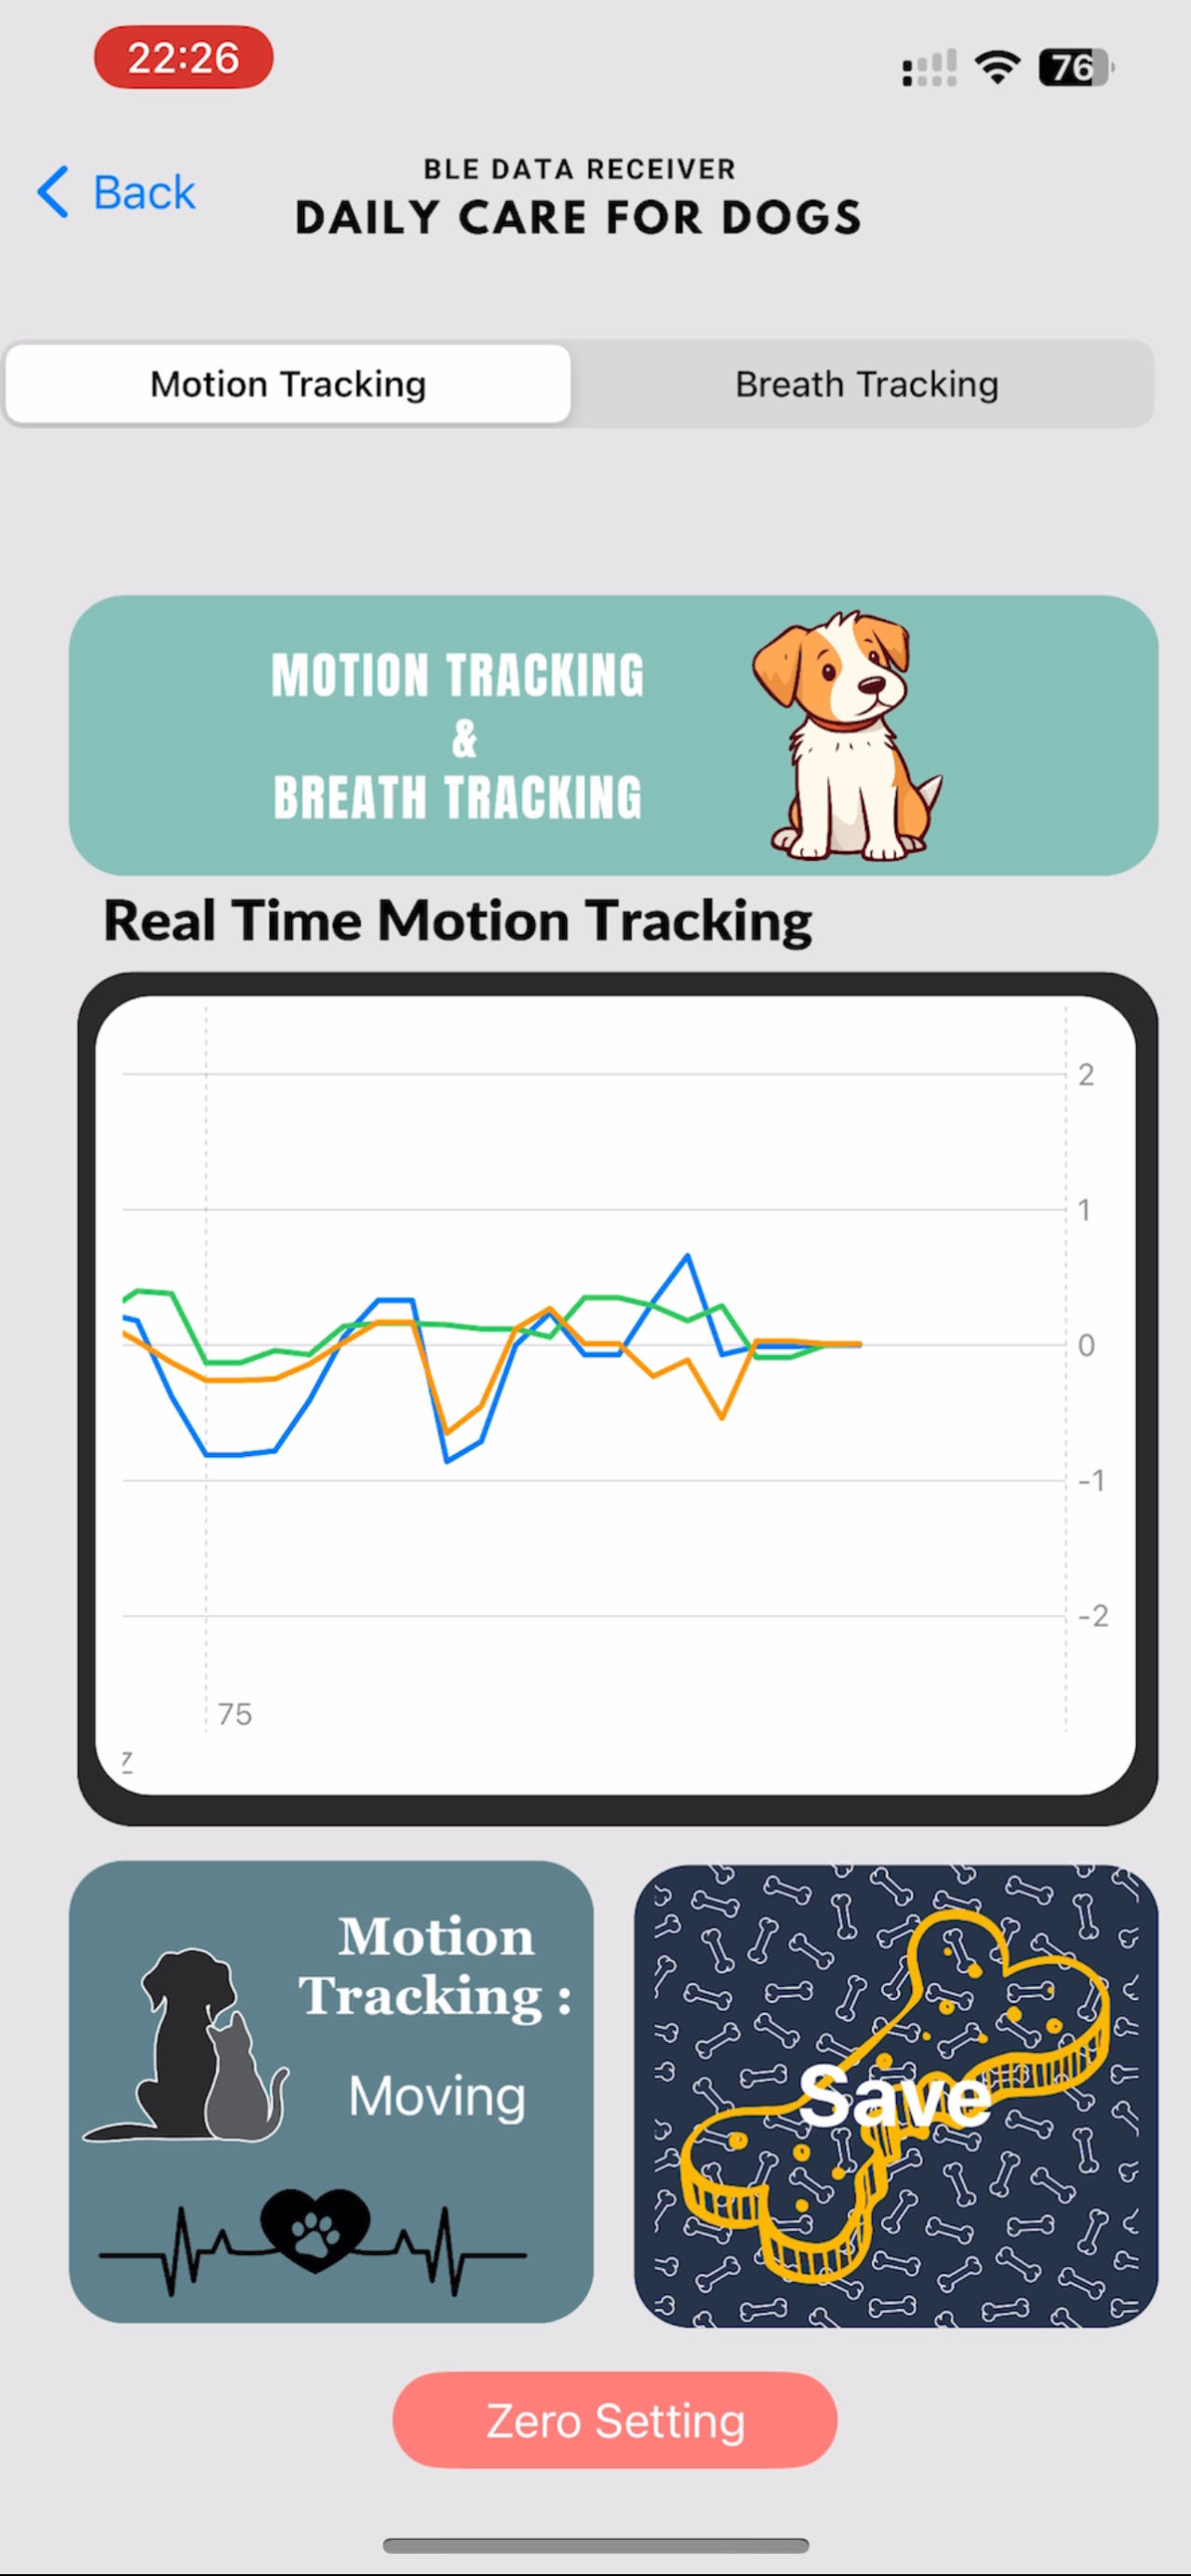 22:26
76
Back
BLE DATA RECEIVER
DAILY CARE FOR DOGS
Motion Tracking
Breath Tracking
MOTION TRACKING
&
BREATH TRACKING
Real Time Motion Tracking
2
1
0
-1
-2
75
Motion
Tracking :
Moving
Save
Zero Setting